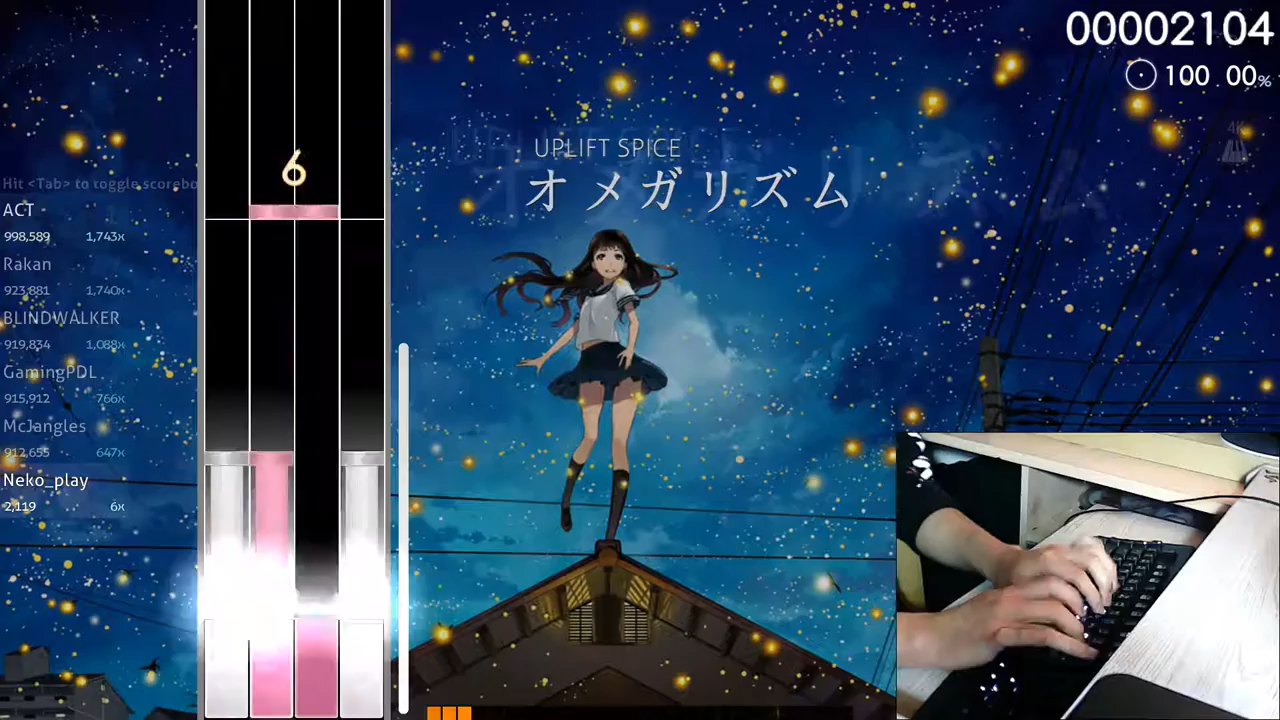 00002104
100 00%
UPLIFT SPICE
オメガリズム
6
Hit <Tab> to toggle scorebo
ACT
998,589 1,743x
Rakan
923,881 1,740x
BLINDWALKER
919,834 1,088x
GamingPDL
915,912 766x
McJangles
912,655 647x
Neko_play
2,119 6x
4K